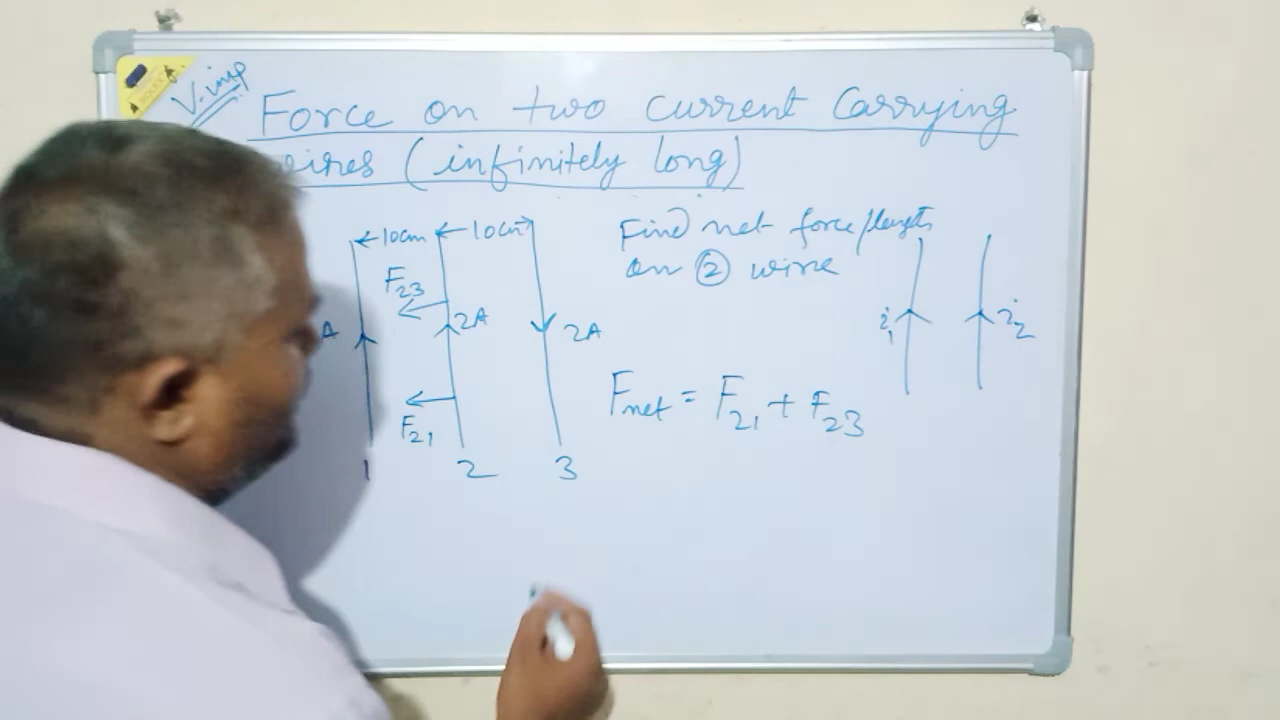 V. imp
Force on two current Carrying
wires (infinitely long)
10cm 10cm
Find net force/length
on 2 wire
F23
2A
2A
A
i1
i2
Fnet = F21 + F23
F21
1 2 3